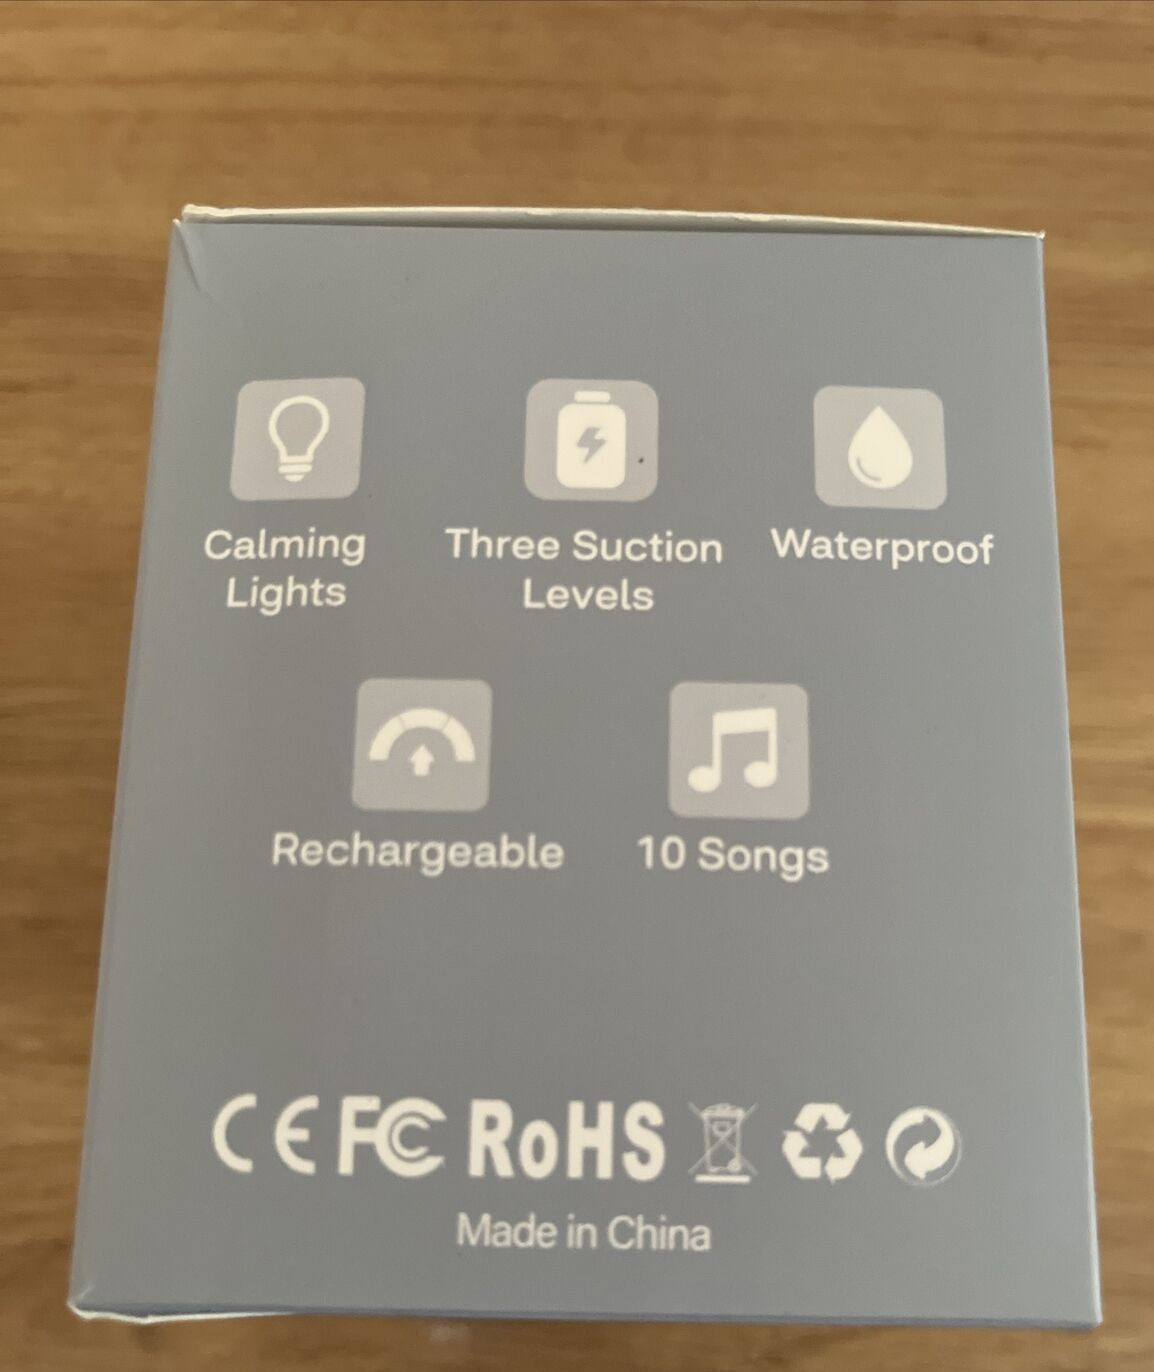 Calming
Lights
Three Suction
Levels
Waterproof
Rechargeable
10 Songs
CE FC RoHS
Made in China